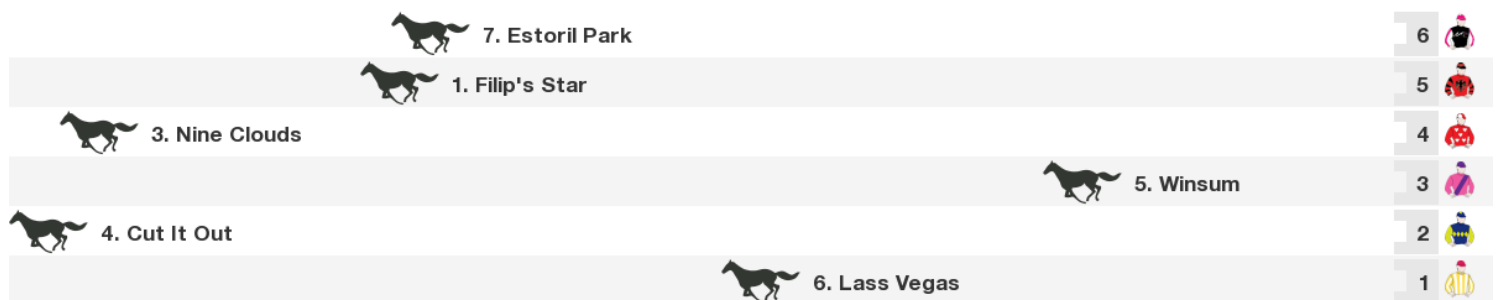 7. Estoril Park 6
1. Filip's Star 5
3. Nine Clouds 4
5. Winsum 3
4. Cut It Out 2
6. Lass Vegas 1